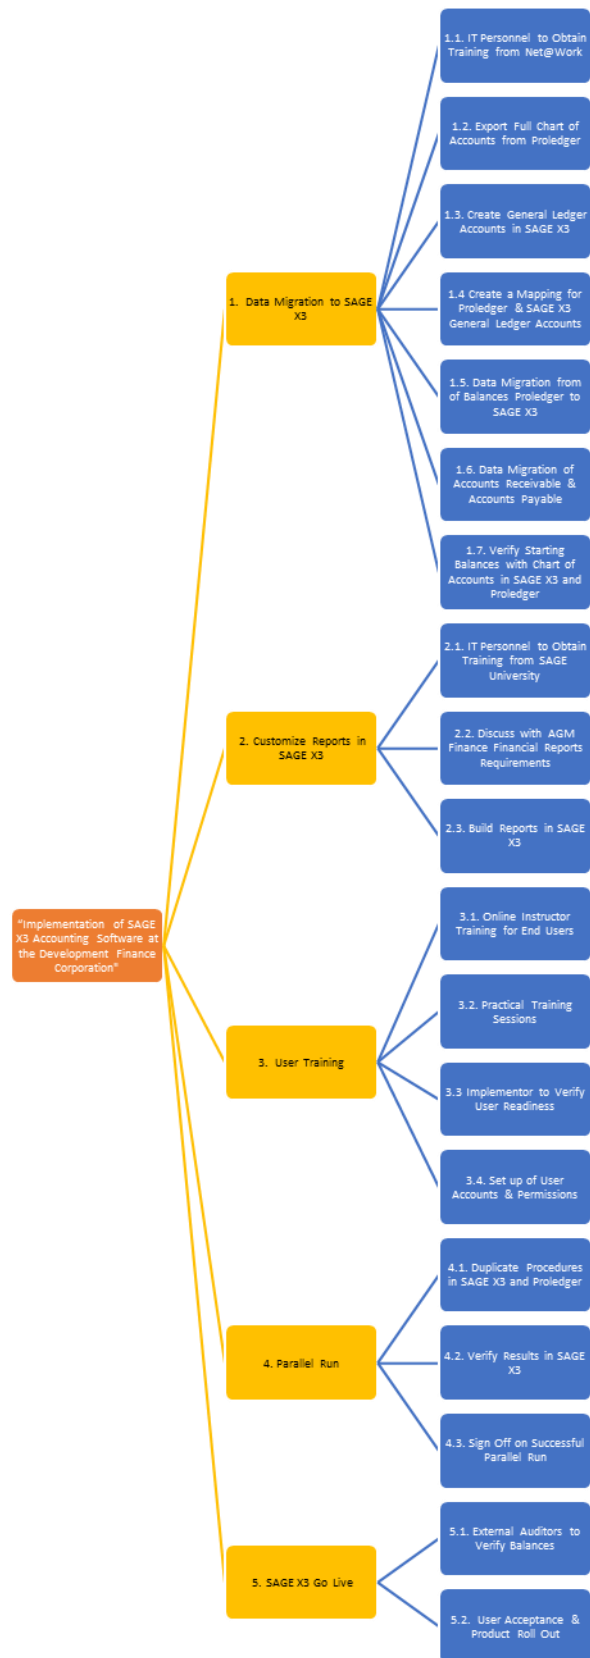 1.1. IT Personnel to Obtain
Training from Net@Work
1.2. Export Full Chart of
Accounts from Proledger
1.3. Create General Ledger
Accounts in SAGE X3
1. Data Migration to SAGE
X3
1.4 Create a Mapping for
Proledger & SAGE X3
General Ledger Accounts
1.5. Data Migration from
of Balances Proledger to
SAGE X3
1.6. Data Migration of
Accounts Receivable &
Accounts Payable
1.7. Verify Starting
Balances with Chart of
Accounts in SAGE X3 and
Proledger
2.1. IT Personnel to Obtain
Training from SAGE
University
2. Customize Reports in
SAGE X3
2.2. Discuss with AGM
Finance Financial Reports
Requirements
2.3. Build Reports in SAGE
X3
"Implementation of SAGE
X3 Accounting Software at
the Development Finance
Corporation"
3.1. Online Instructor
Training for End Users
3.2. Practical Training
Sessions
3. User Training
3.3 Implementor to Verify
User Readiness
3.4. Set up of User
Accounts & Permissions
4.1. Duplicate Procedures
in SAGE X3 and Proledger
4. Parallel Run
4.2. Verify Results in SAGE
X3
4.3. Sign Off on Successful
Parallel Run
5.1. External Auditors to
Verify Balances
5. SAGE X3 Go Live
5.2. User Acceptance &
Product Roll Out